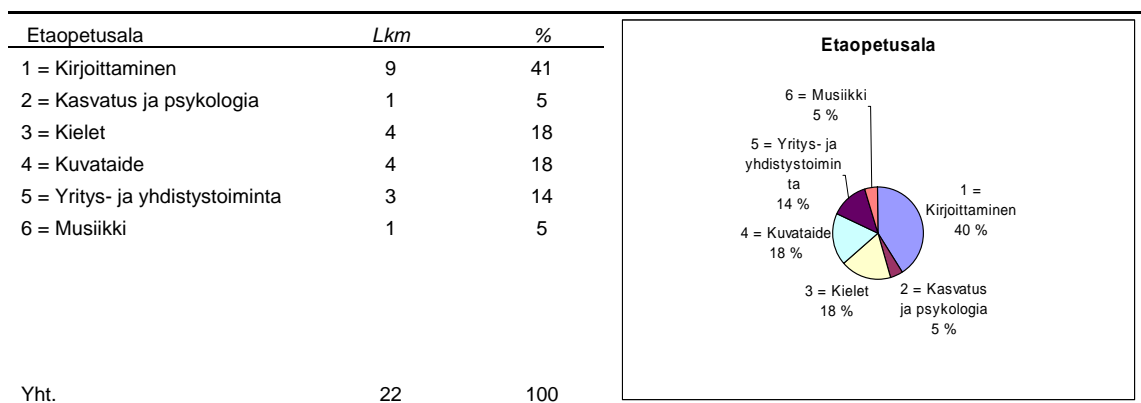 Etaopetusala Lkm %
1 = Kirjoittaminen 9 41
2 = Kasvatus ja psykologia 1 5
3 = Kielet 4 18
4 = Kuvataide 4 18
5 = Yritys- ja yhdistystoiminta 3 14
6 = Musiikki 1 5
Yht. 22 100
Etaopetusala
6 = Musiikki
5 %
5 = Yritys- ja
yhdistystoimin
ta
14 %
1 =
Kirjoittaminen
40 %
4 = Kuvataide
18 %
3 = Kielet
18 %
2 = Kasvatus
ja psykologia
5 %